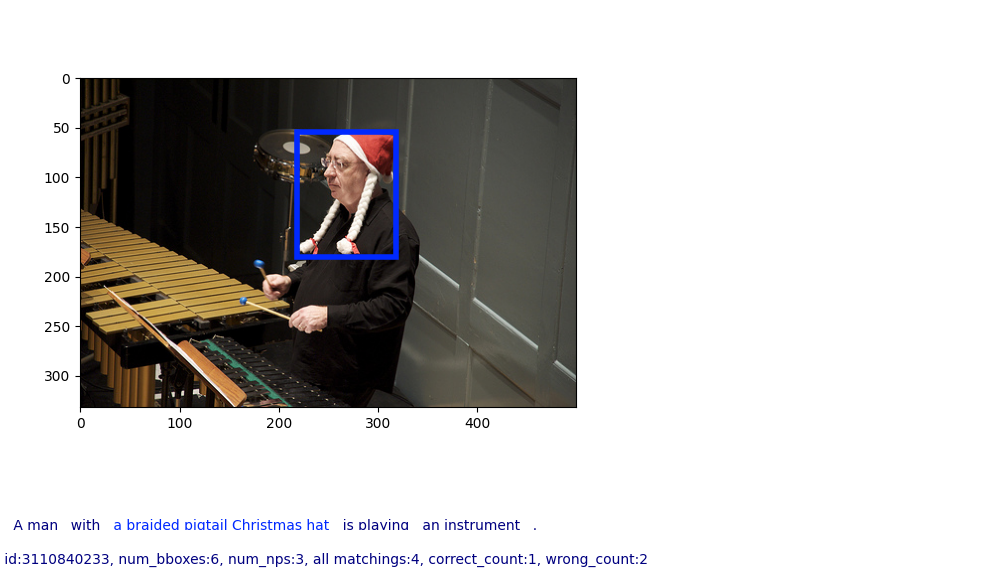 0
50
100
150
200
250
300
0 100 200 300 400
A man with a braided pigtail Christmas hat is playing an instrument .
id:3110840233, num_bboxes:6, num_nps:3, all matchings:4, correct_count:1, wrong_count:2